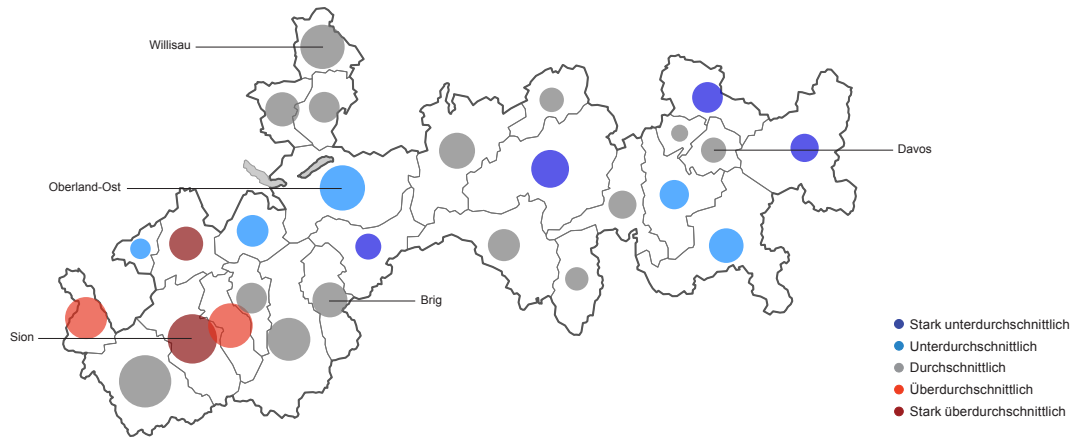 Willisau
Davos
Oberland-Ost
Brig
Sion
Stark unterdurchschnittlich
Unterdurchschnittlich
Durchschnittlich
Überdurchschnittlich
Stark überdurchschnittlich